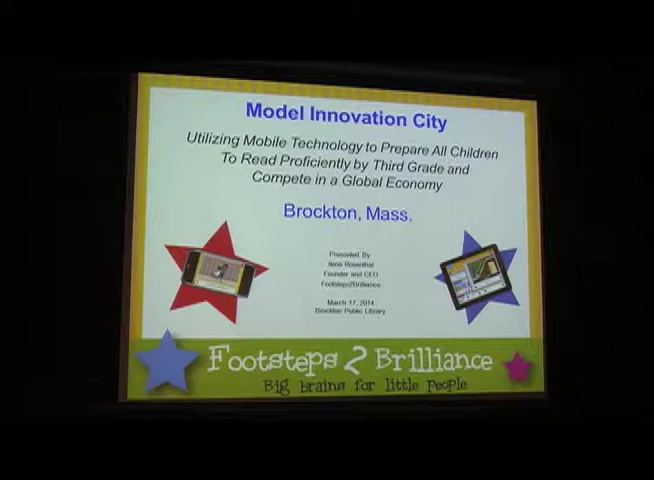 Model Innovation City
Utilizing Mobile Technology to Prepare All Children
To Read Proficiently by Third Grade and
Compete in a Global Economy
Brockton, Mass.
Presented By
Ilene Rosenthal
Founder and CEO
Footsteps2Brilliance
March 17, 2014
Brockton Public Library
Footsteps 2 Brilliance
Big brains for little people